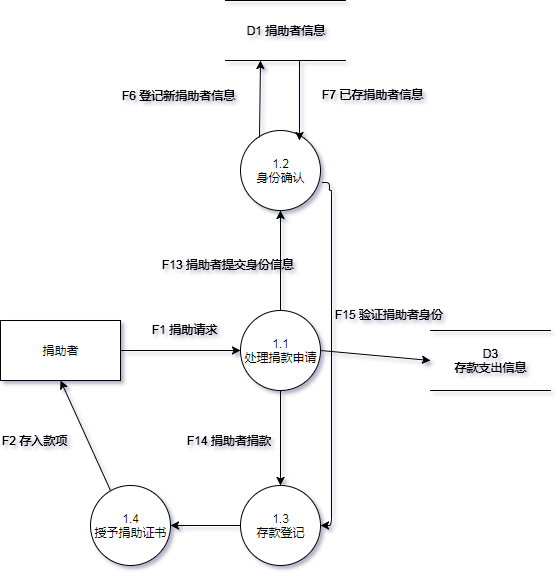 D1 捐助者信息
F6 登记新捐助者信息
F7 已存捐助者信息
1.2
身份确认
F13 捐助者提交身份信息
F15 验证捐助者身份
F1 捐助请求
捐助者
1.1
处理捐款申请
D3
存款支出信息
F14 捐助者捐款
F2 存入款项
1.4
授予捐助证书
1.3
存款登记